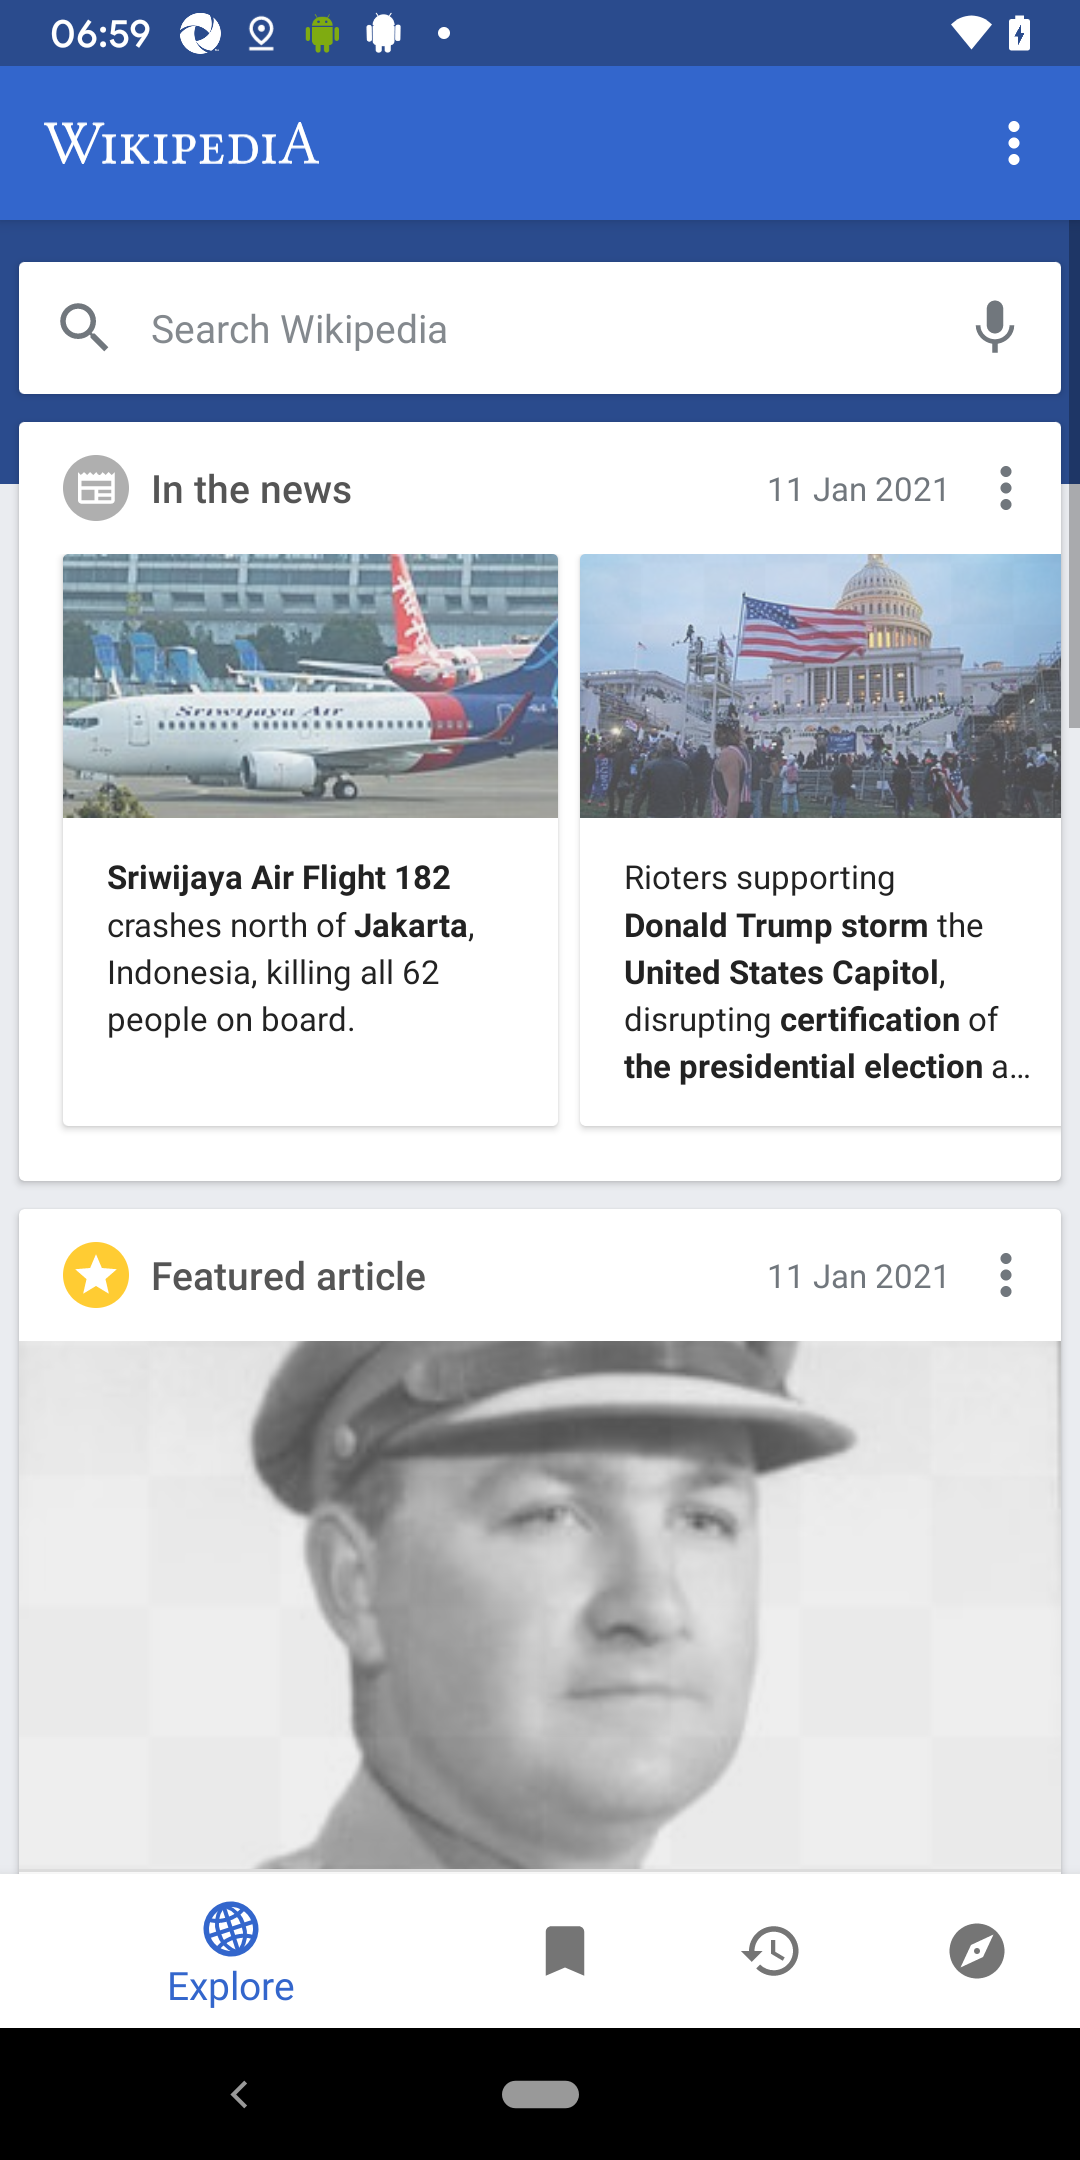 06:59
WIKIPEDIA
Search Wikipedia
In the news
11 Jan 2021
Sriwijaya Air
Sriwijaya Air Flight 182
crashes north of Jakarta,
Indonesia, killing all 62
people on board.
Rioters supporting
Donald Trump storm the
United States Capitol,
disrupting certification of
the presidential election a…
Featured article
11 Jan 2021
Explore